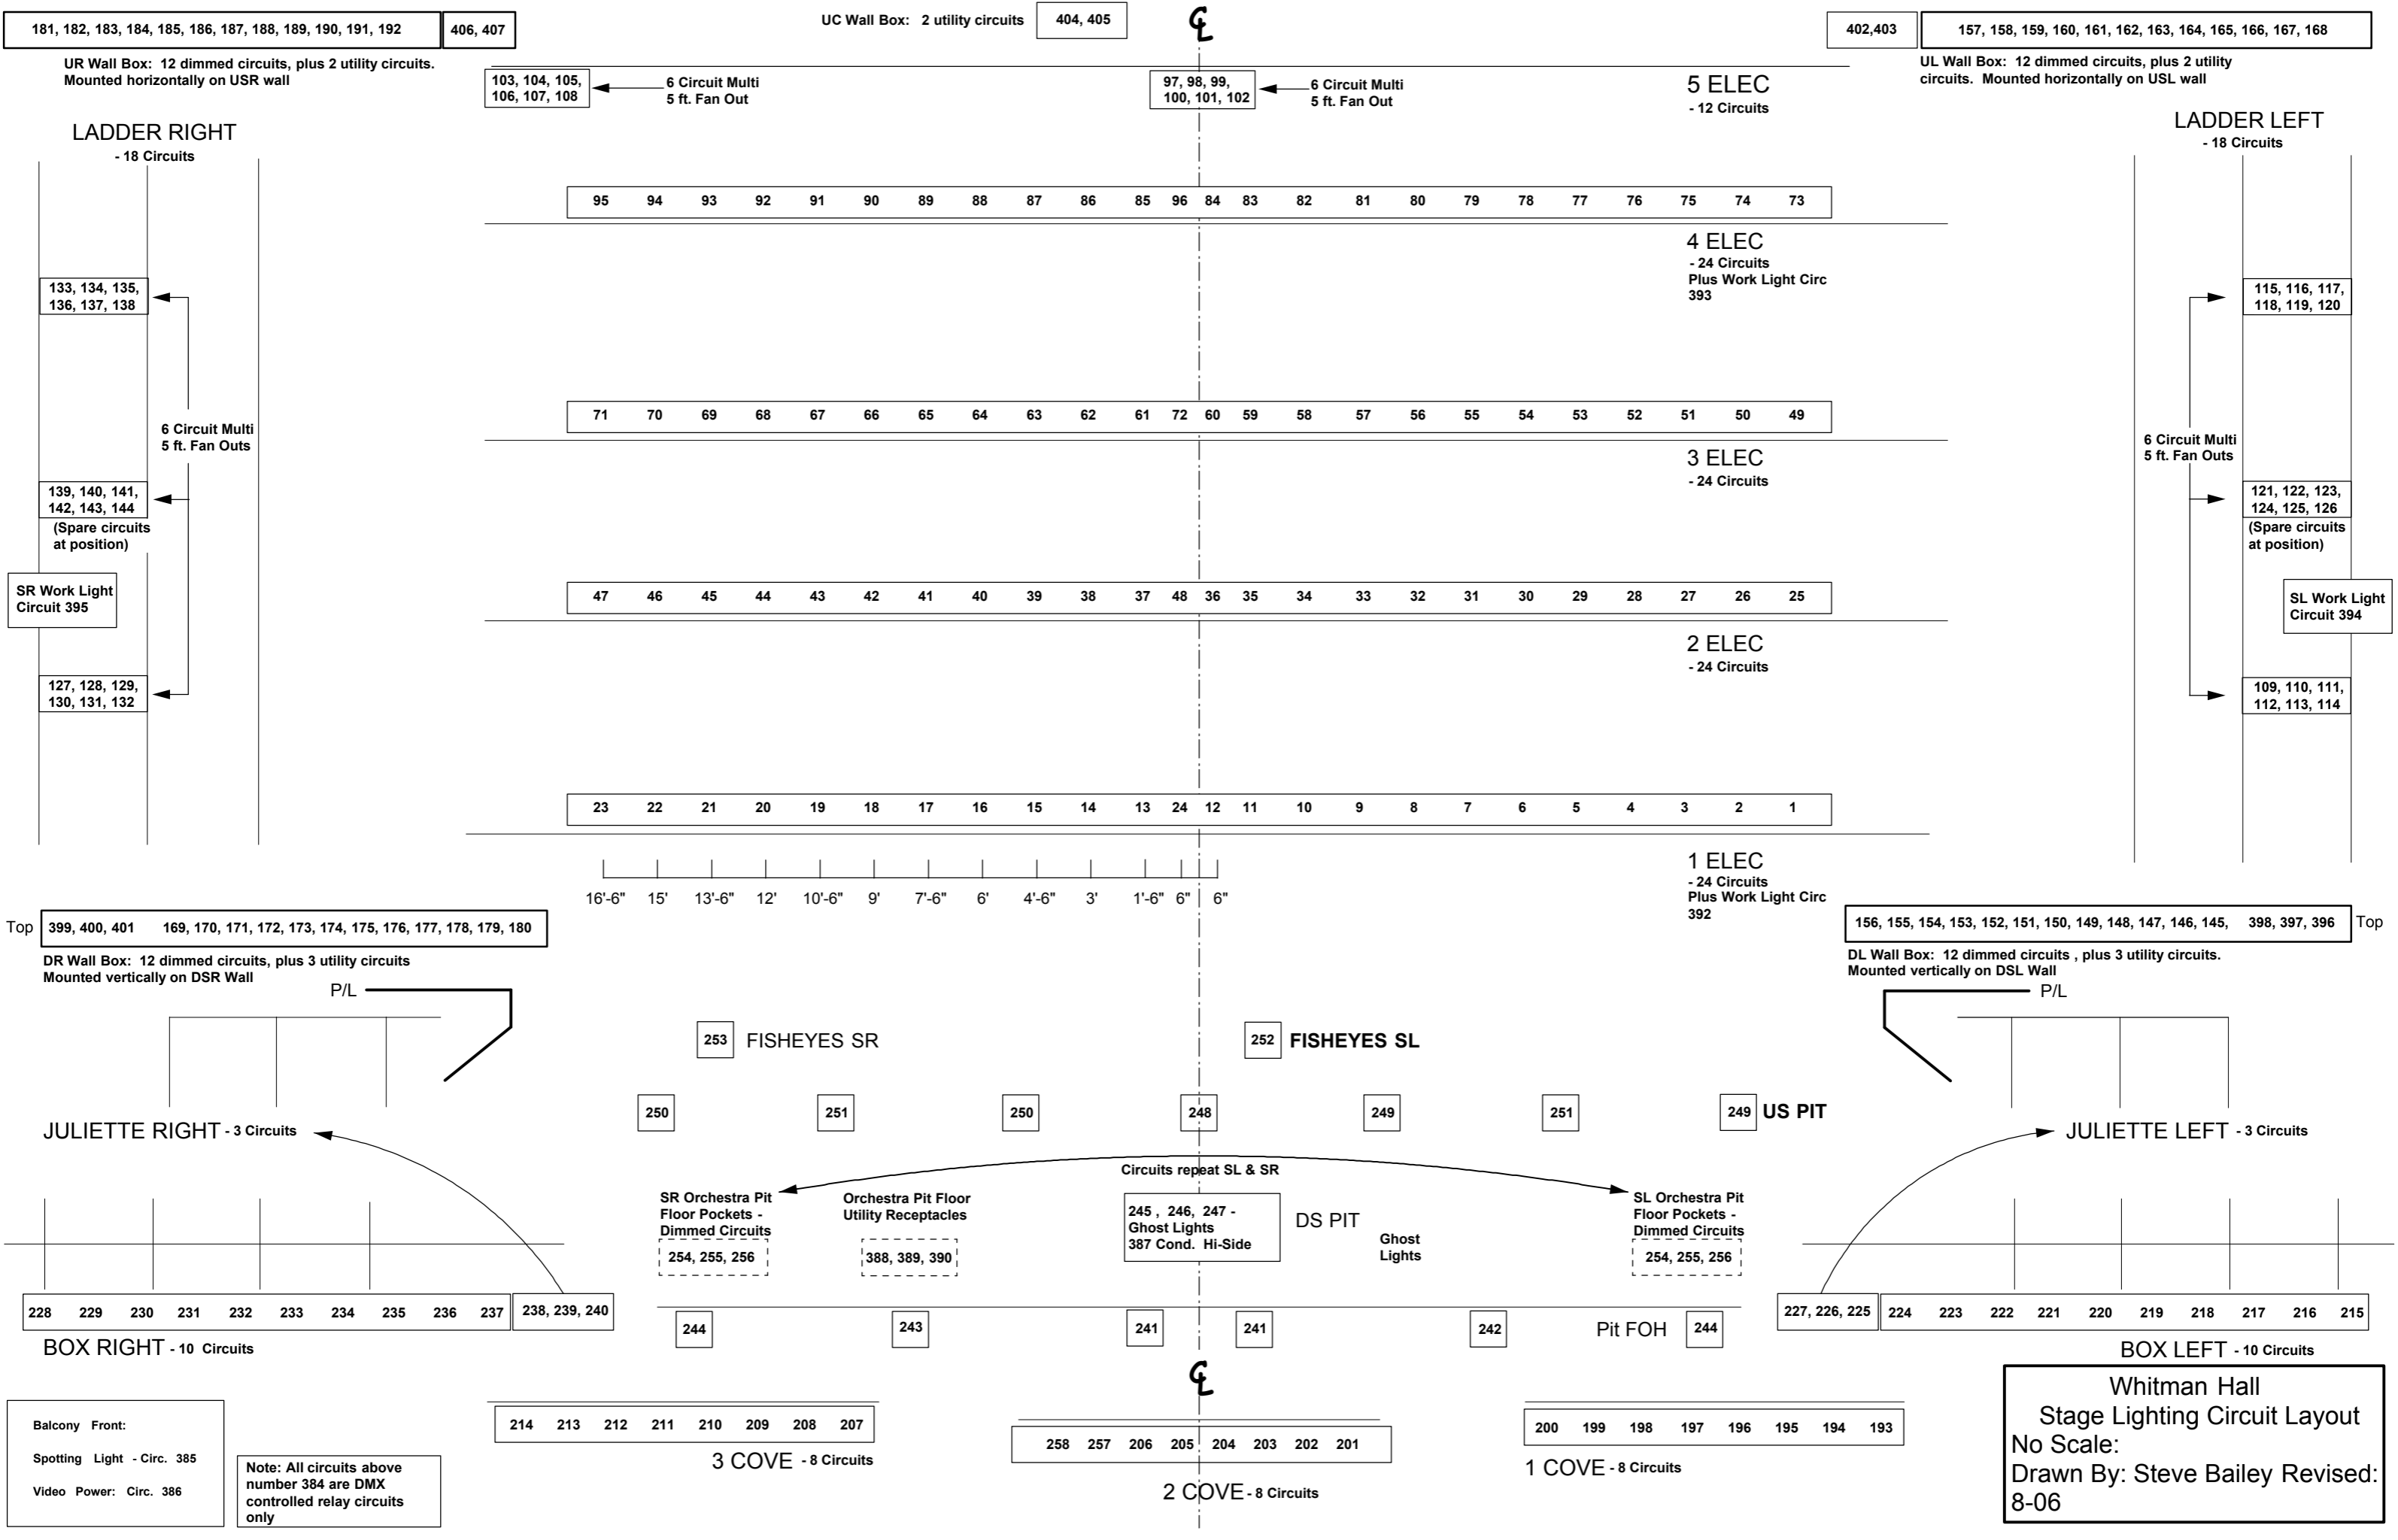 181, 182, 183, 184, 185, 186, 187, 188, 189, 190, 191, 192
406, 407
UR Wall Box: 12 dimmed circuits, plus 2 utility circuits.
Mounted horizontally on USR wall
UC Wall Box: 2 utility circuits
404, 405
℄
402,403
157, 158, 159, 160, 161, 162, 163, 164, 165, 166, 167, 168
UL Wall Box: 12 dimmed circuits, plus 2 utility
circuits. Mounted horizontally on USL wall
103, 104, 105,
106, 107, 108
6 Circuit Multi
5 ft. Fan Out
97, 98, 99,
100, 101, 102
6 Circuit Multi
5 ft. Fan Out
5 ELEC
- 12 Circuits
LADDER RIGHT
- 18 Circuits
LADDER LEFT
- 18 Circuits
95 94 93 92 91 90 89 88 87 86 85 96 84 83 82 81 80 79 78 77 76 75 74 73
4 ELEC
- 24 Circuits
Plus Work Light Circ
393
133, 134, 135,
136, 137, 138
115, 116, 117,
118, 119, 120
71 70 69 68 67 66 65 64 63 62 61 72 60 59 58 57 56 55 54 53 52 51 50 49
3 ELEC
- 24 Circuits
6 Circuit Multi
5 ft. Fan Outs
6 Circuit Multi
5 ft. Fan Outs
139, 140, 141,
142, 143, 144
(Spare circuits
at position)
121, 122, 123,
124, 125, 126
(Spare circuits
at position)
SR Work Light
Circuit 395
SL Work Light
Circuit 394
47 46 45 44 43 42 41 40 39 38 37 48 36 35 34 33 32 31 30 29 28 27 26 25
2 ELEC
- 24 Circuits
127, 128, 129,
130, 131, 132
109, 110, 111,
112, 113, 114
23 22 21 20 19 18 17 16 15 14 13 24 12 11 10 9 8 7 6 5 4 3 2 1
1 ELEC
- 24 Circuits
Plus Work Light Circ
392
16'-6" 15' 13'-6" 12' 10'-6" 9' 7'-6" 6' 4'-6" 3' 1'-6" 6" 6"
Top
399, 400, 401 169, 170, 171, 172, 173, 174, 175, 176, 177, 178, 179, 180
DR Wall Box: 12 dimmed circuits, plus 3 utility circuits
Mounted vertically on DSR Wall
P/L
156, 155, 154, 153, 152, 151, 150, 149, 148, 147, 146, 145, 398, 397, 396
Top
DL Wall Box: 12 dimmed circuits , plus 3 utility circuits.
Mounted vertically on DSL Wall
P/L
253 FISHEYES SR
252 FISHEYES SL
250 251 250 248 249 251 249 US PIT
JULIETTE RIGHT - 3 Circuits
JULIETTE LEFT - 3 Circuits
Circuits repeat SL & SR
SR Orchestra Pit
Floor Pockets -
Dimmed Circuits
254, 255, 256
Orchestra Pit Floor
Utility Receptacles
388, 389, 390
245 , 246, 247 -
Ghost Lights
387 Cond. Hi-Side
DS PIT
Ghost
Lights
SL Orchestra Pit
Floor Pockets -
Dimmed Circuits
254, 255, 256
228 229 230 231 232 233 234 235 236 237
238, 239, 240
BOX RIGHT - 10 Circuits
244 243 241 241 242 Pit FOH 244
227, 226, 225
224 223 222 221 220 219 218 217 216 215
BOX LEFT - 10 Circuits
℄
Balcony Front:
Spotting Light - Circ. 385
Video Power: Circ. 386
Note: All circuits above
number 384 are DMX
controlled relay circuits
only
214 213 212 211 210 209 208 207
3 COVE - 8 Circuits
258 257 206 205 204 203 202 201
2 COVE - 8 Circuits
200 199 198 197 196 195 194 193
1 COVE - 8 Circuits
Whitman Hall
Stage Lighting Circuit Layout
No Scale:
Drawn By: Steve Bailey Revised:
8-06